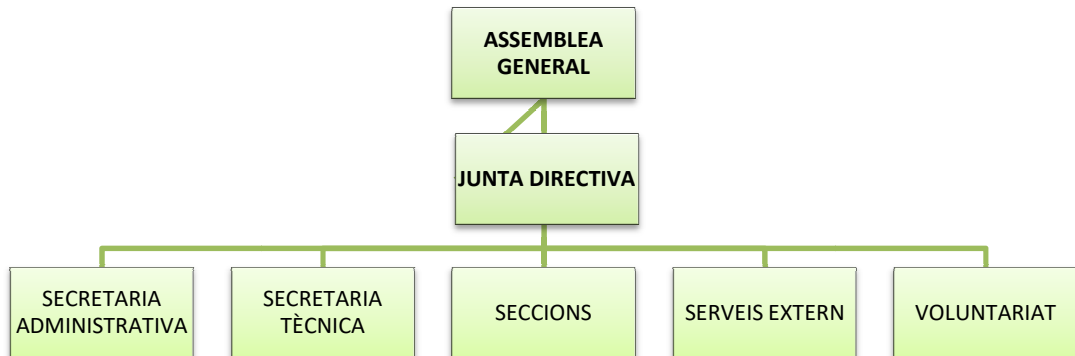 ASSEMBLEA
GENERAL
JUNTA DIRECTIVA
SECRETARIA
ADMINISTRATIVA
SECRETARIA
TÈCNICA
SECCIONS
SERVEIS EXTERN
VOLUNTARIAT